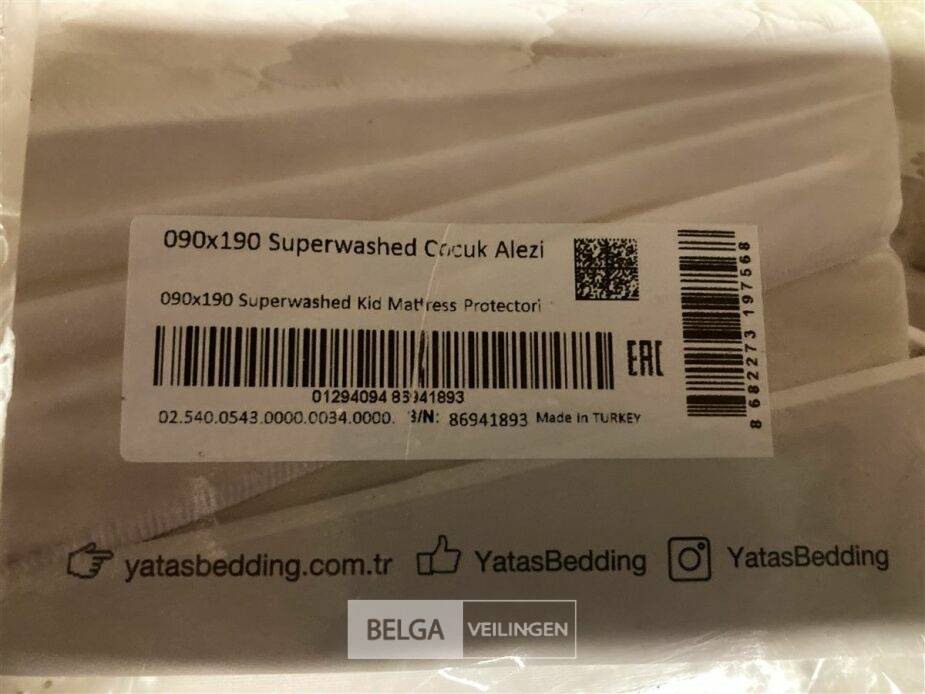 090x190 Superwashed Cocuk Alezi
090x190 Superwashed Kid Mattress Protectori
EAC
01294094 86941893
02.540.0543.0000.0034.0000. S/N: 86941893 Made in TURKEY
8 682273 197568
yatasbedding.com.tr YatasBedding YatasBedding
BELGA VEILINGEN